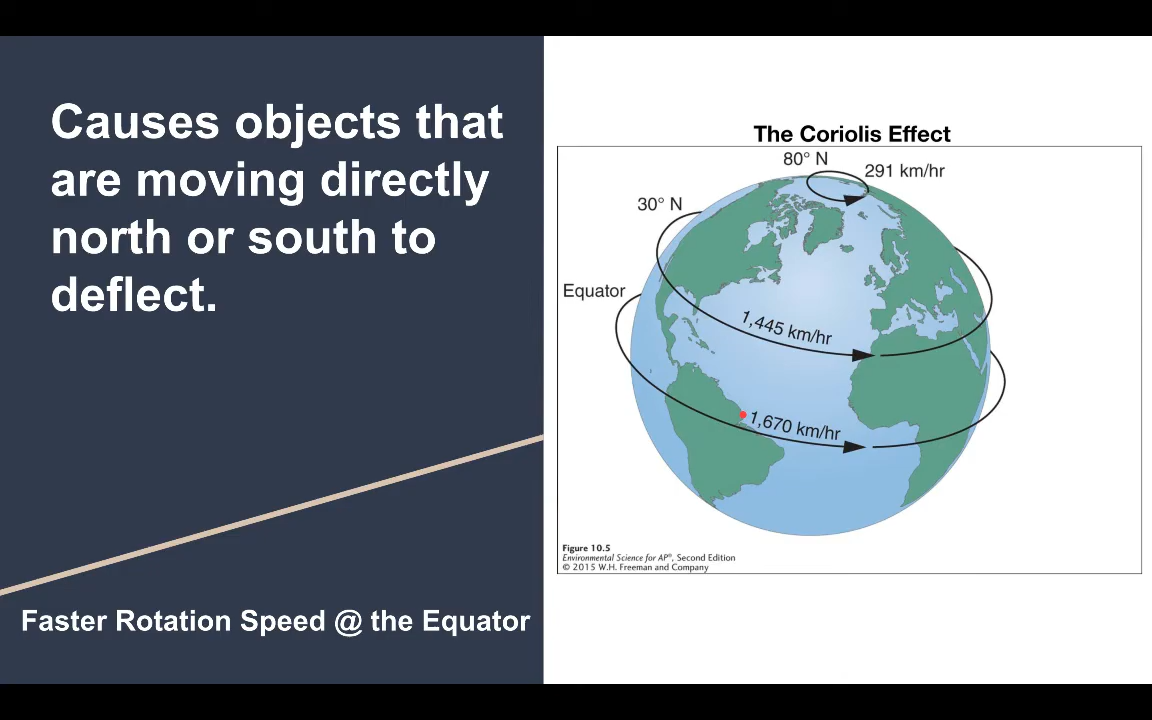 Causes objects that
are moving directly
north or south to
deflect.
Faster Rotation Speed @ the Equator
The Coriolis Effect
80° N
291 km/hr
30° N
Equator
1,445 km/hr
1,670 km/hr
Figure 10.5
Environmental Science for AP®, Second Edition
© 2015 W.H. Freeman and Company